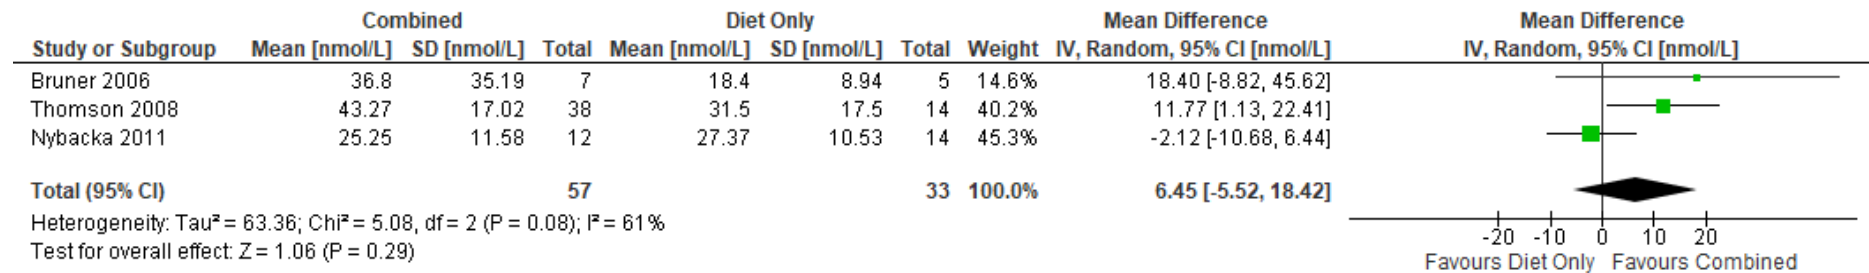 Combined Diet Only Mean Difference Mean Difference
Study or Subgroup Mean [nmol/L] SD [nmol/L] Total Mean [nmol/L] SD [nmol/L] Total Weight IV, Random, 95% CI [nmol/L] IV, Random, 95% CI [nmol/L]
Bruner 2006 36.8 35.19 7 18.4 8.94 5 14.6% 18.40 [-8.82, 45.62]
Thomson 2008 43.27 17.02 38 31.5 17.5 14 40.2% 11.77 [1.13, 22.41]
Nybacka 2011 25.25 11.58 12 27.37 10.53 14 45.3% -2.12 [-10.68, 6.44]
Total (95% CI) 57 33 100.0% 6.45 [-5.52, 18.42]
Heterogeneity: Tau² = 63.36; Chi² = 5.08, df = 2 (P = 0.08); I² = 61%
Test for overall effect: Z = 1.06 (P = 0.29)
-20 -10 0 10 20
Favours Diet Only Favours Combined